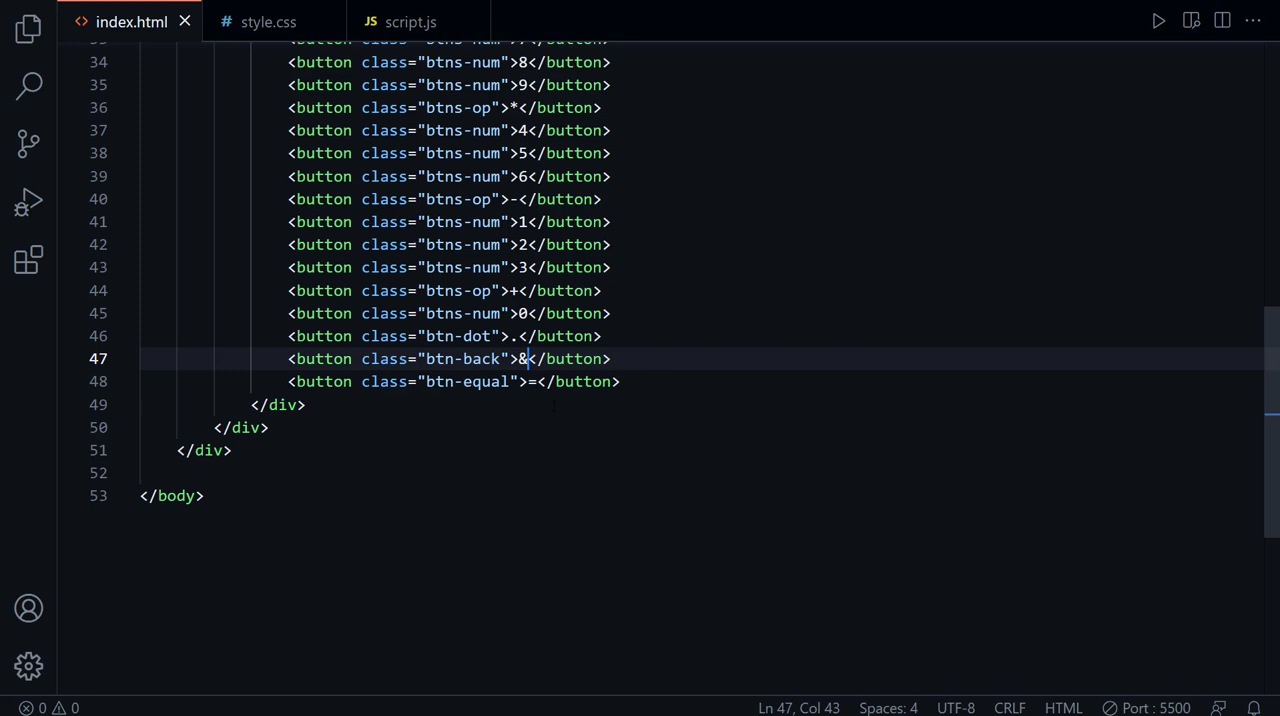 index.html
style.css
JS script.js
34 <button class="btns-num">8</button>
35 <button class="btns-num">9</button>
36 <button class="btns-op">*</button>
37 <button class="btns-num">4</button>
38 <button class="btns-num">5</button>
39 <button class="btns-num">6</button>
40 <button class="btns-op">-</button>
41 <button class="btns-num">1</button>
42 <button class="btns-num">2</button>
43 <button class="btns-num">3</button>
44 <button class="btns-op">+</button>
45 <button class="btns-num">0</button>
46 <button class="btn-dot">.</button>
47 <button class="btn-back">&</button>
48 <button class="btn-equal">=</button>
49 </div>
50 </div>
51 </div>
52
53 </body>
0 0 Ln 47, Col 43 Spaces: 4 UTF-8 CRLF HTML Port : 5500